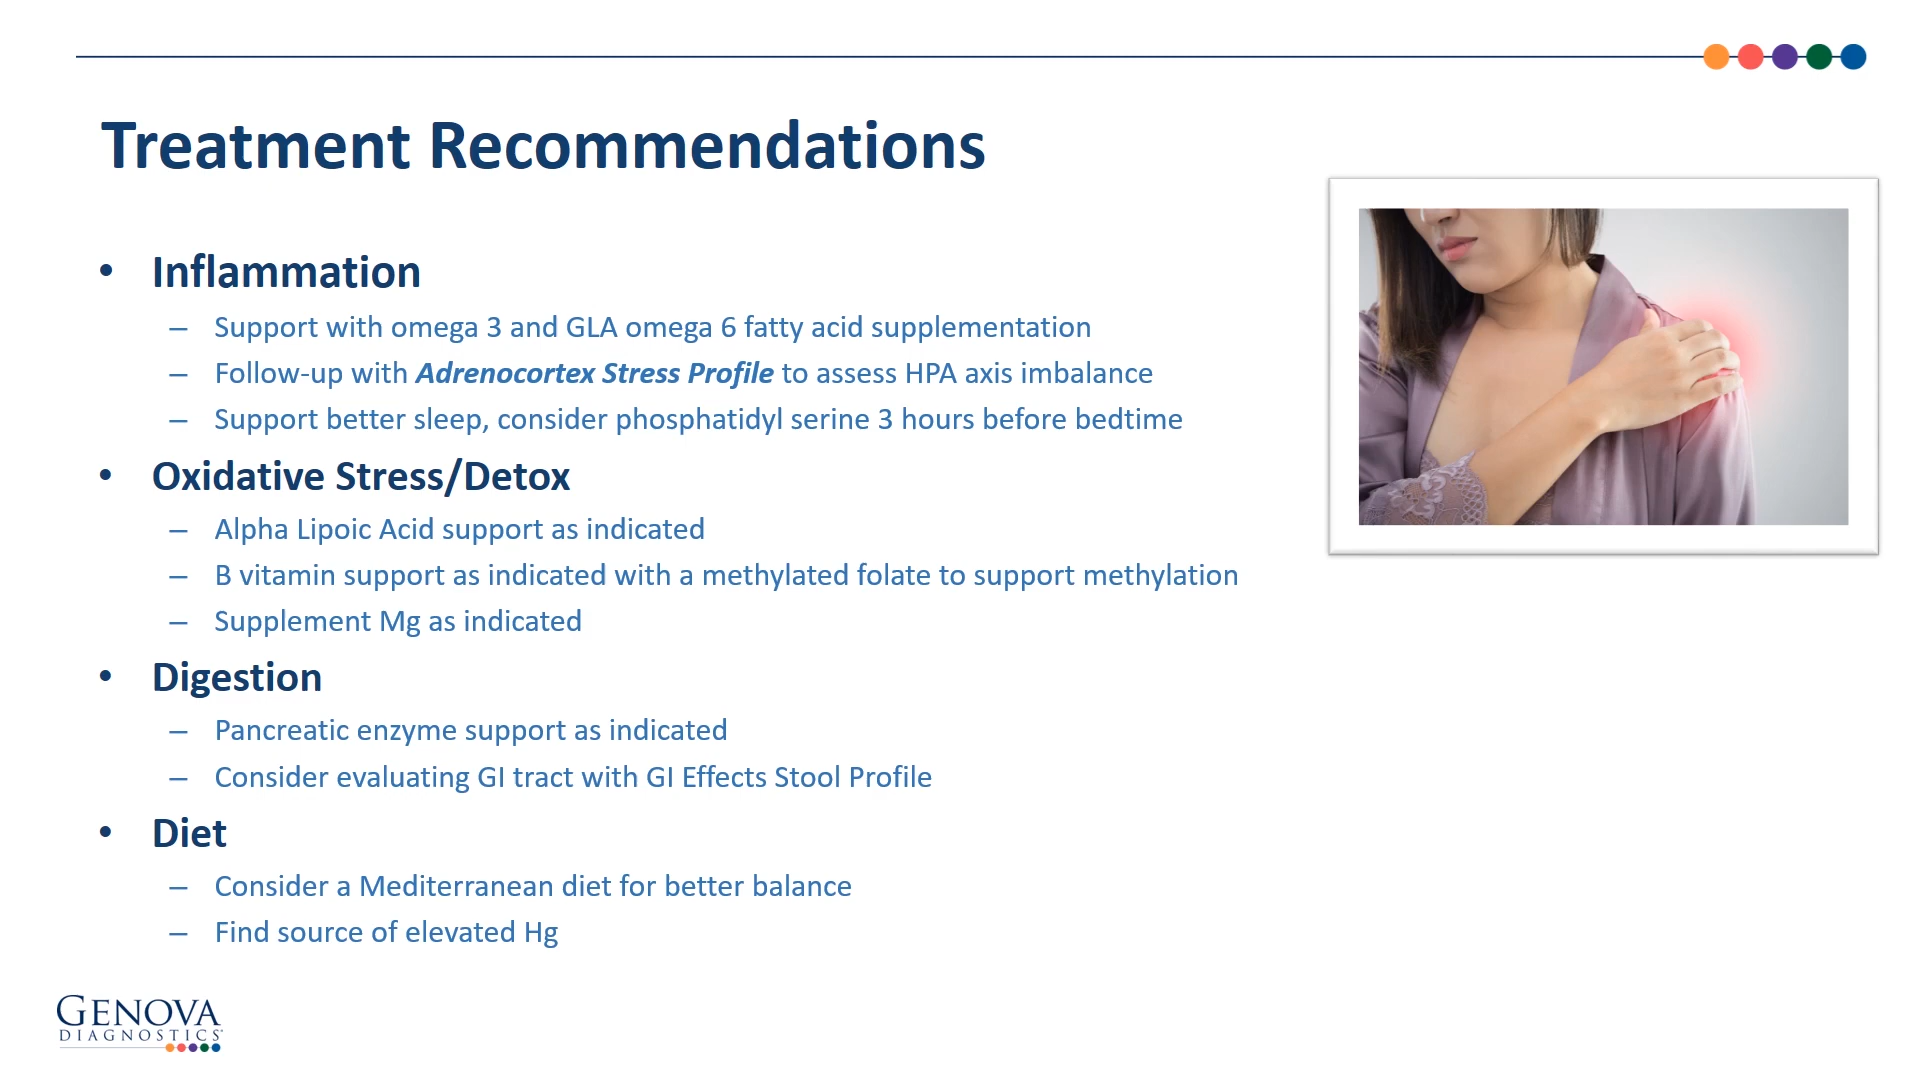 Treatment Recommendations
• Inflammation
– Support with omega 3 and GLA omega 6 fatty acid supplementation
– Follow-up with Adrenocortex Stress Profile to assess HPA axis imbalance
– Support better sleep, consider phosphatidyl serine 3 hours before bedtime
• Oxidative Stress/Detox
– Alpha Lipoic Acid support as indicated
– B vitamin support as indicated with a methylated folate to support methylation
– Supplement Mg as indicated
• Digestion
– Pancreatic enzyme support as indicated
– Consider evaluating GI tract with GI Effects Stool Profile
• Diet
– Consider a Mediterranean diet for better balance
– Find source of elevated Hg
GENOVA
DIAGNOSTICS